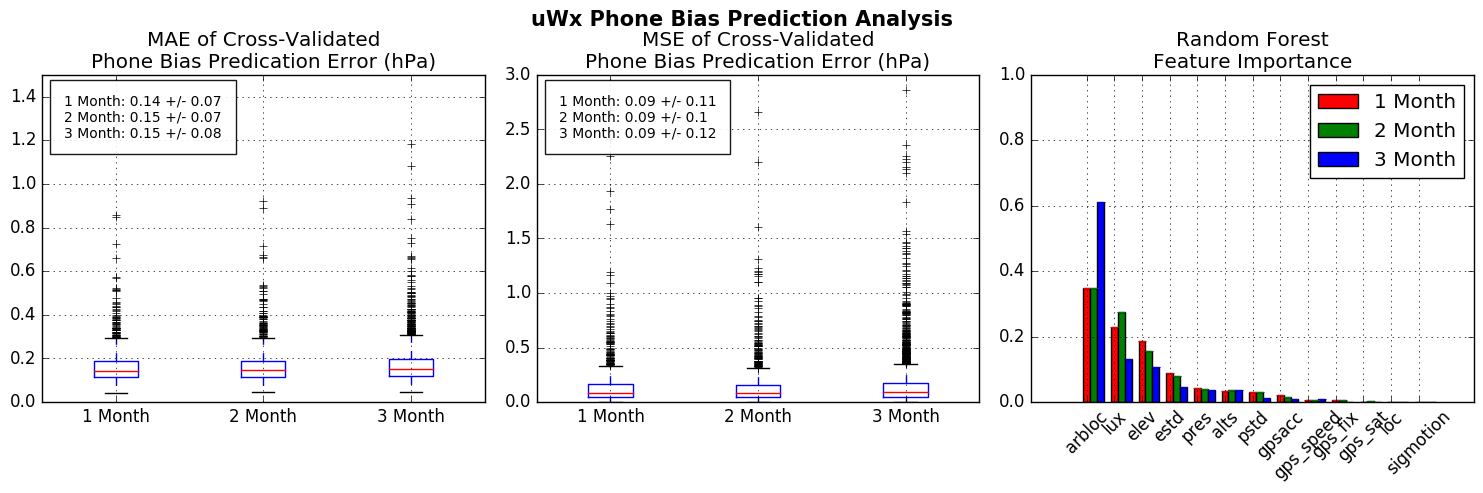 uWx Phone Bias Prediction Analysis
MAE of Cross-Validated
Phone Bias Predication Error (hPa)
1.4
1.2
1.0
0.8
0.6
0.4
0.2
0.0
1 Month: 0.14 +/- 0.07
2 Month: 0.15 +/- 0.07
3 Month: 0.15 +/- 0.08
1 Month
2 Month
3 Month
MSE of Cross-Validated
Phone Bias Predication Error (hPa)
3.0
2.5
2.0
1.5
1.0
0.5
0.0
1 Month: 0.09 +/- 0.11
2 Month: 0.09 +/- 0.1
3 Month: 0.09 +/- 0.12
1 Month
2 Month
3 Month
Random Forest
Feature Importance
1.0
0.8
0.6
0.4
0.2
0.0
1 Month
2 Month
3 Month
arbloc
lux
elev
estd
pres
alts
pstd
gpsacc
gps_speed
gps_fix
gps_sat
loc
sigmotion